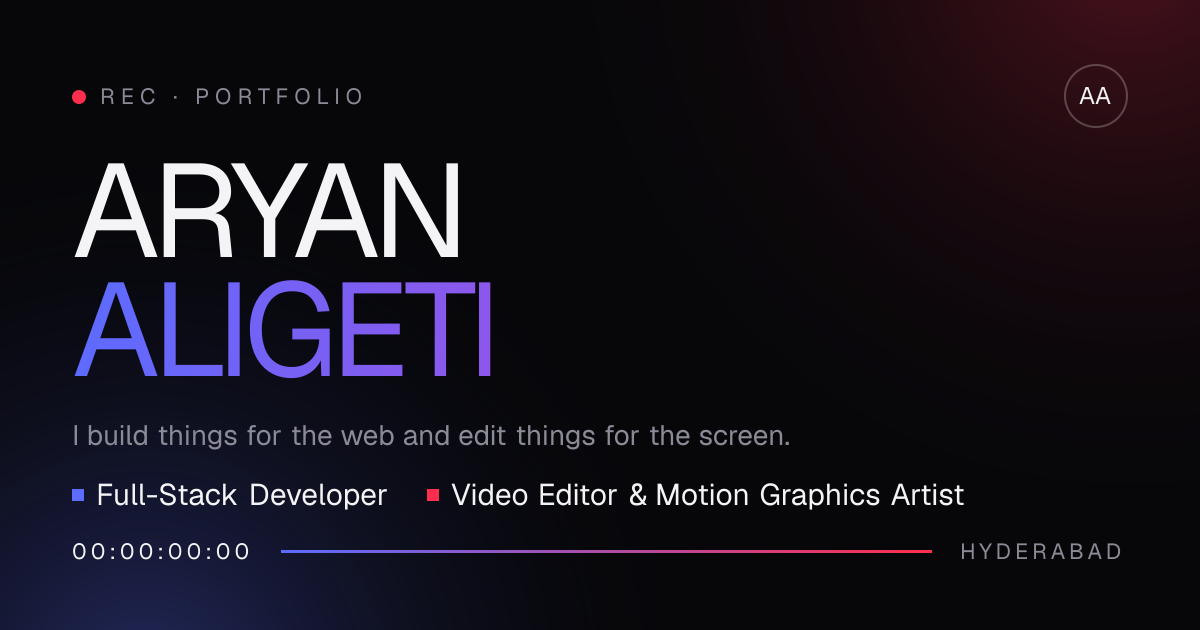 REC · PORTFOLIO
AA
ARYAN
ALIGETI
I build things for the web and edit things for the screen.
Full-Stack Developer Video Editor & Motion Graphics Artist
00:00:00:00 HYDERABAD